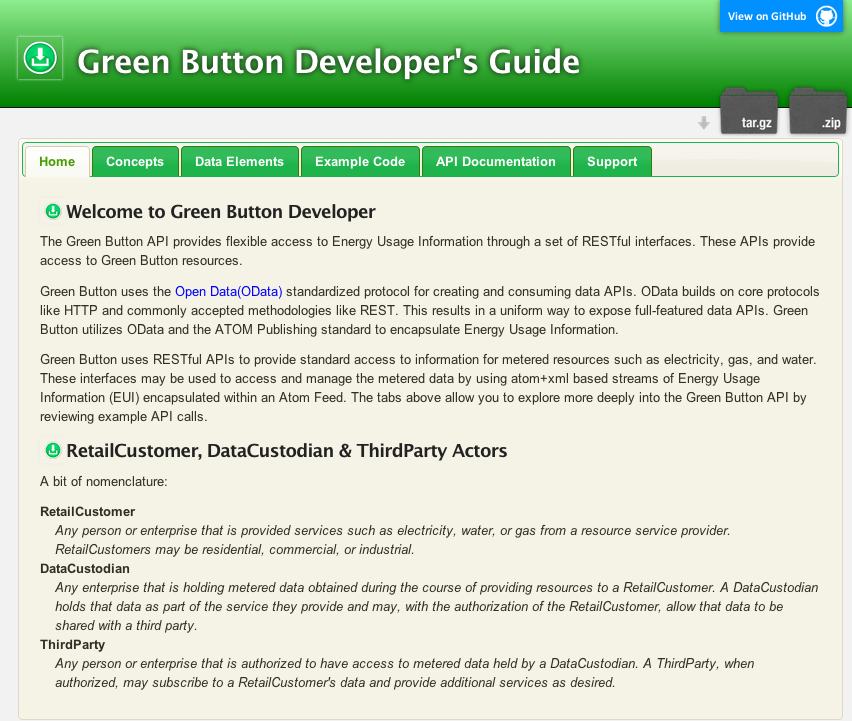 View on GitHub
Green Button Developer's Guide
tar.gz
.zip
Home
Concepts
Data Elements
Example Code
API Documentation
Support
Welcome to Green Button Developer
The Green Button API provides flexible access to Energy Usage Information through a set of RESTful interfaces. These APIs provide
access to Green Button resources.
Green Button uses the Open Data(OData) standardized protocol for creating and consuming data APIs. OData builds on core protocols
like HTTP and commonly accepted methodologies like REST. This results in a uniform way to expose full-featured data APIs. Green
Button utilizes OData and the ATOM Publishing standard to encapsulate Energy Usage Information.
Green Button uses RESTful APIs to provide standard access to information for metered resources such as electricity, gas, and water.
These interfaces may be used to access and manage the metered data by using atom+xml based streams of Energy Usage
Information (EUI) encapsulated within an Atom Feed. The tabs above allow you to explore more deeply into the Green Button API by
reviewing example API calls.
RetailCustomer, DataCustodian & ThirdParty Actors
A bit of nomenclature:
RetailCustomer
Any person or enterprise that is provided services such as electricity, water, or gas from a resource service provider.
RetailCustomers may be residential, commercial, or industrial.
DataCustodian
Any enterprise that is holding metered data obtained during the course of providing resources to a RetailCustomer. A DataCustodian
holds that data as part of the service they provide and may, with the authorization of the RetailCustomer, allow that data to be
shared with a third party.
ThirdParty
Any person or enterprise that is authorized to have access to metered data held by a DataCustodian. A ThirdParty, when
authorized, may subscribe to a RetailCustomer's data and provide additional services as desired.